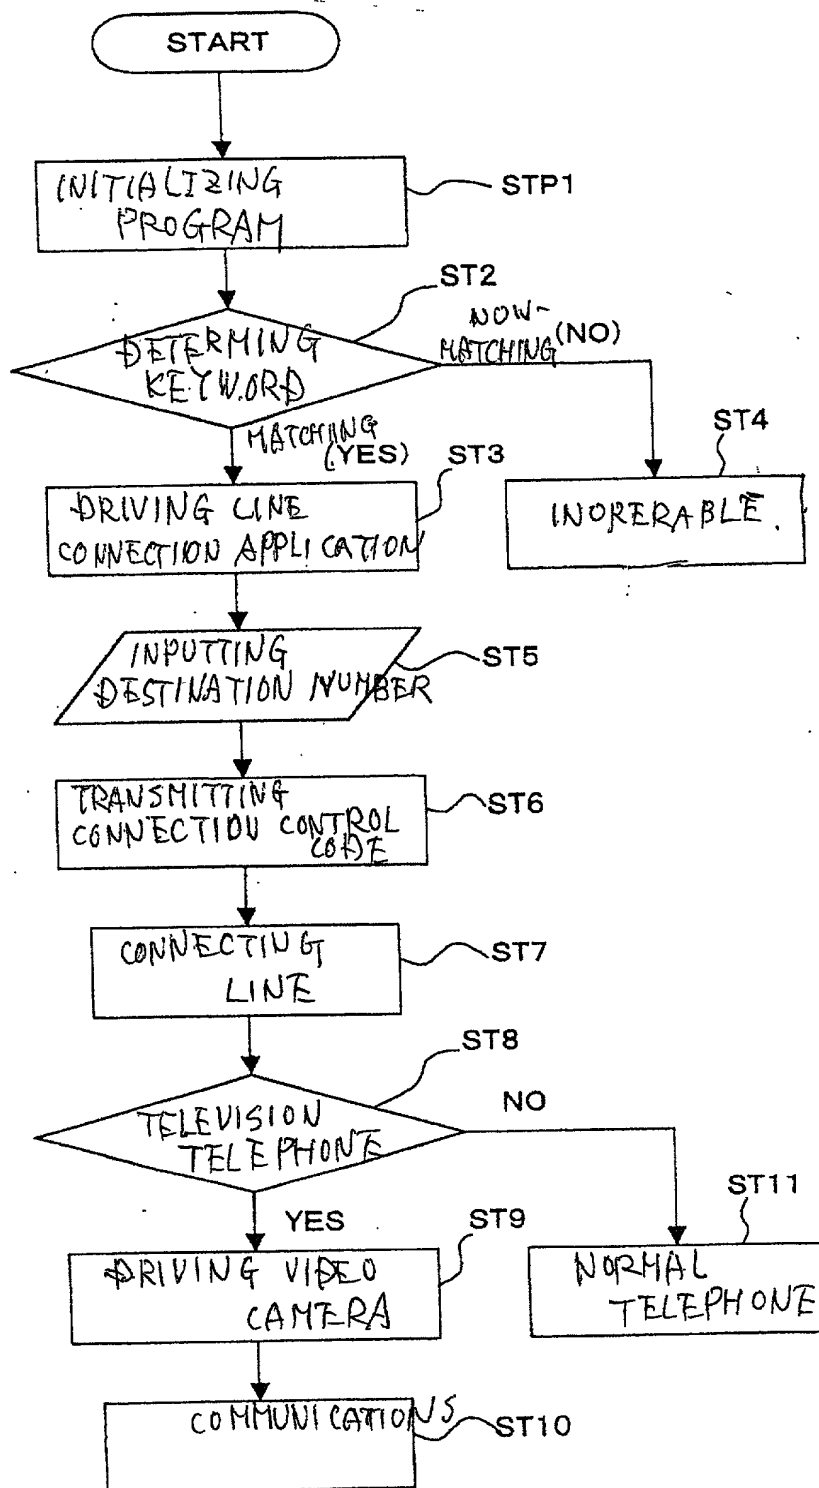 START
INITIALIZING
PROGRAM
STP1
ST2
DETERMING
KEYWORD
NOW-
MATCHING (NO)
MATCHING
(YES)
ST3
ST4
DRIVING LINE
CONNECTION APPLICATION
INORERABLE.
INPUTTING
DESTINATION NUMBER
ST5
TRANSMITTING
CONNECTION CONTROL
CODE
ST6
CONNECTING
LINE
ST7
ST8
TELEVISION
TELEPHONE
NO
YES
ST9
ST11
DRIVING VIDEO
CAMERA
NORMAL
TELEPHONE
COMMUNICATIONS
ST10